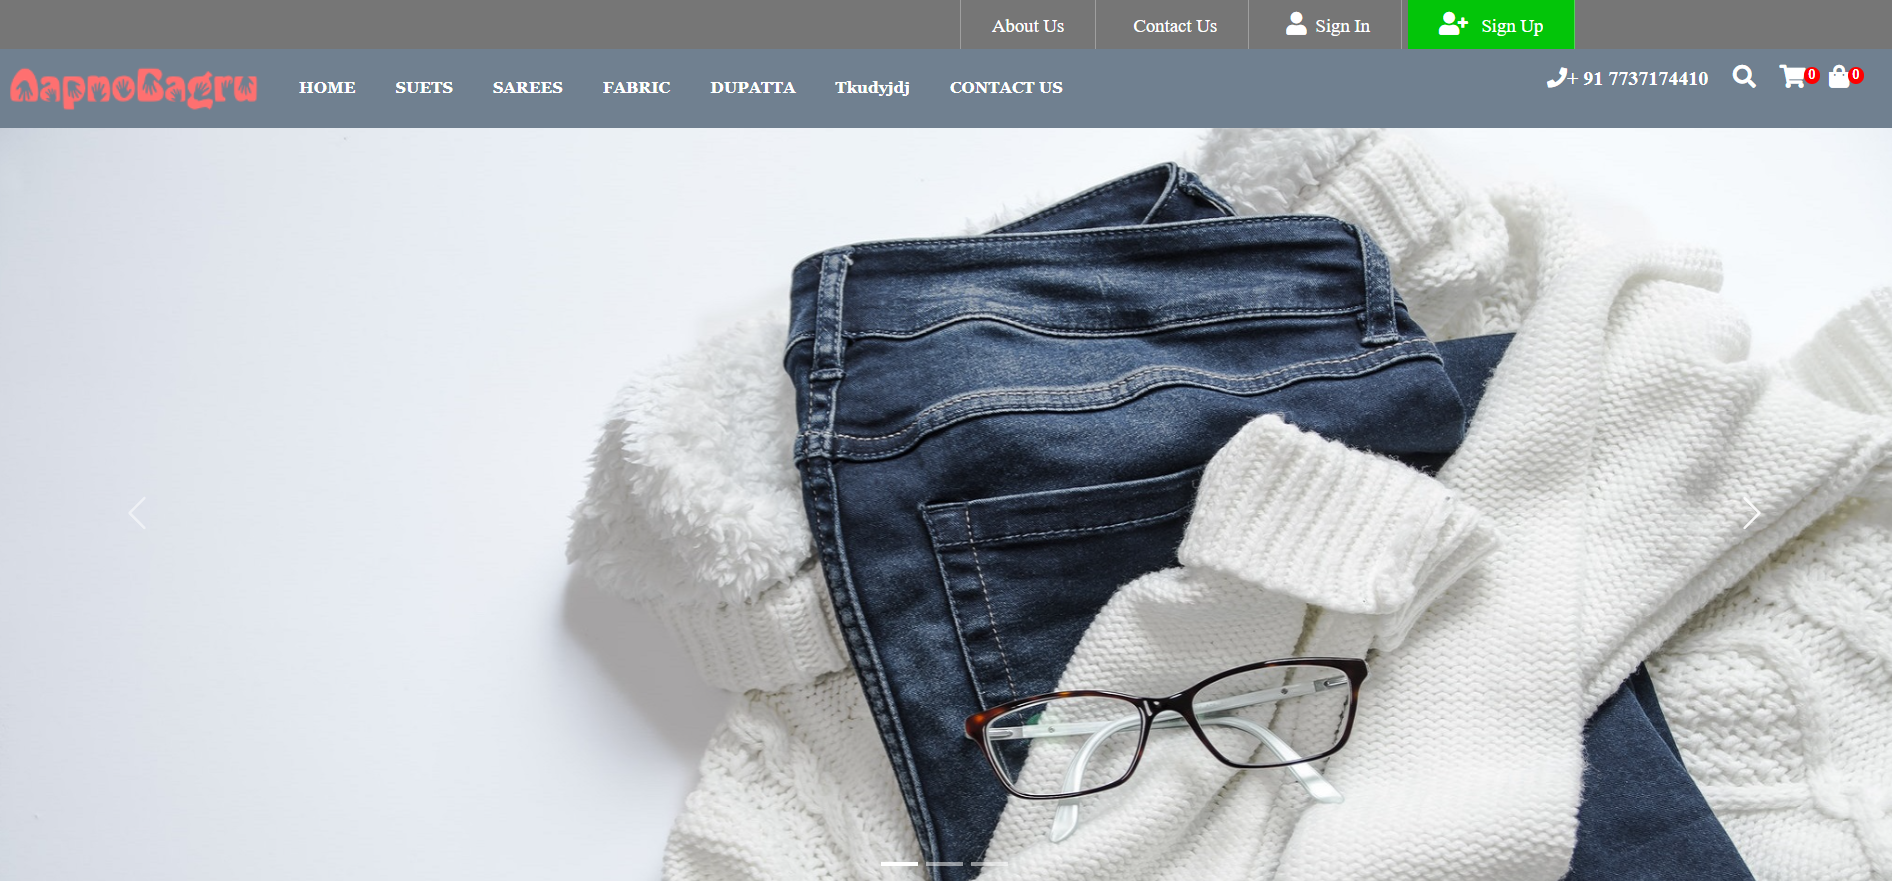 About Us Contact Us Sign In Sign Up
AapnoBagru HOME SUETS SAREES FABRIC DUPATTA Tkudyjdj CONTACT US + 91 7737174410 0 0